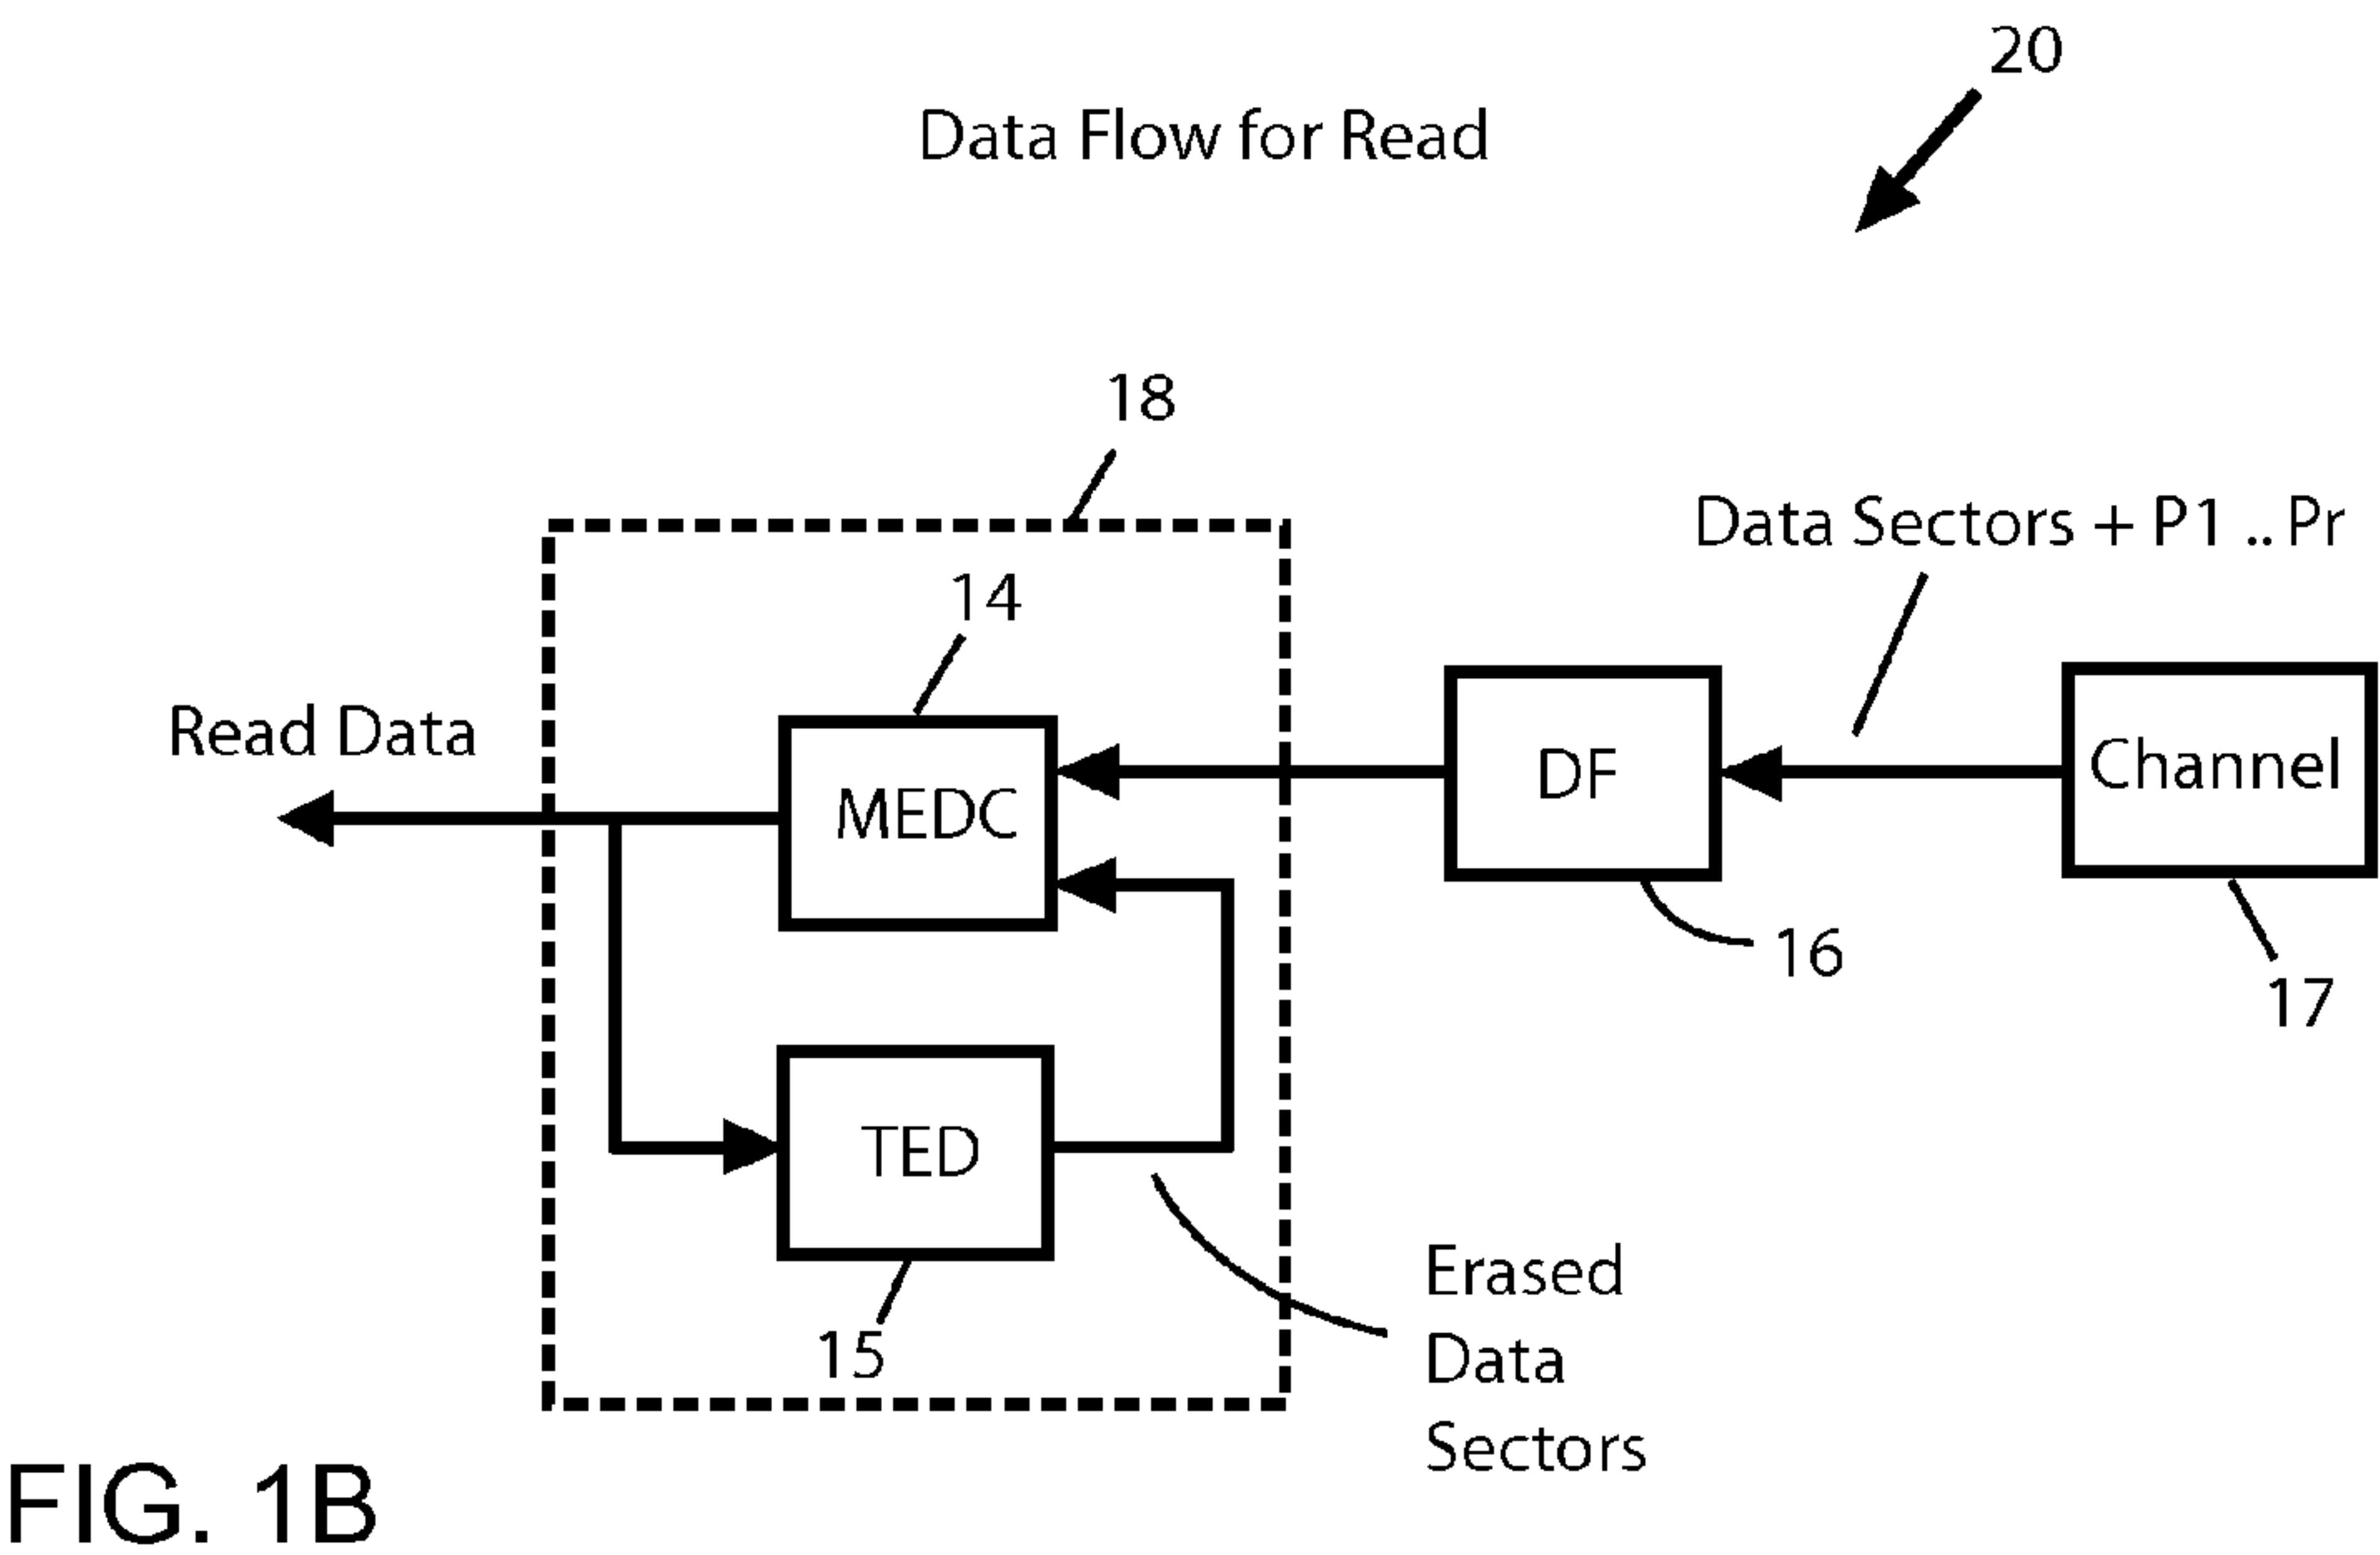 20
Data Flow for Read
18
Data Sectors + P1 .. Pr
14
Read Data
MEDC
DF
Channel
16
17
TED
15
Erased
Data
Sectors
FIG. 1B